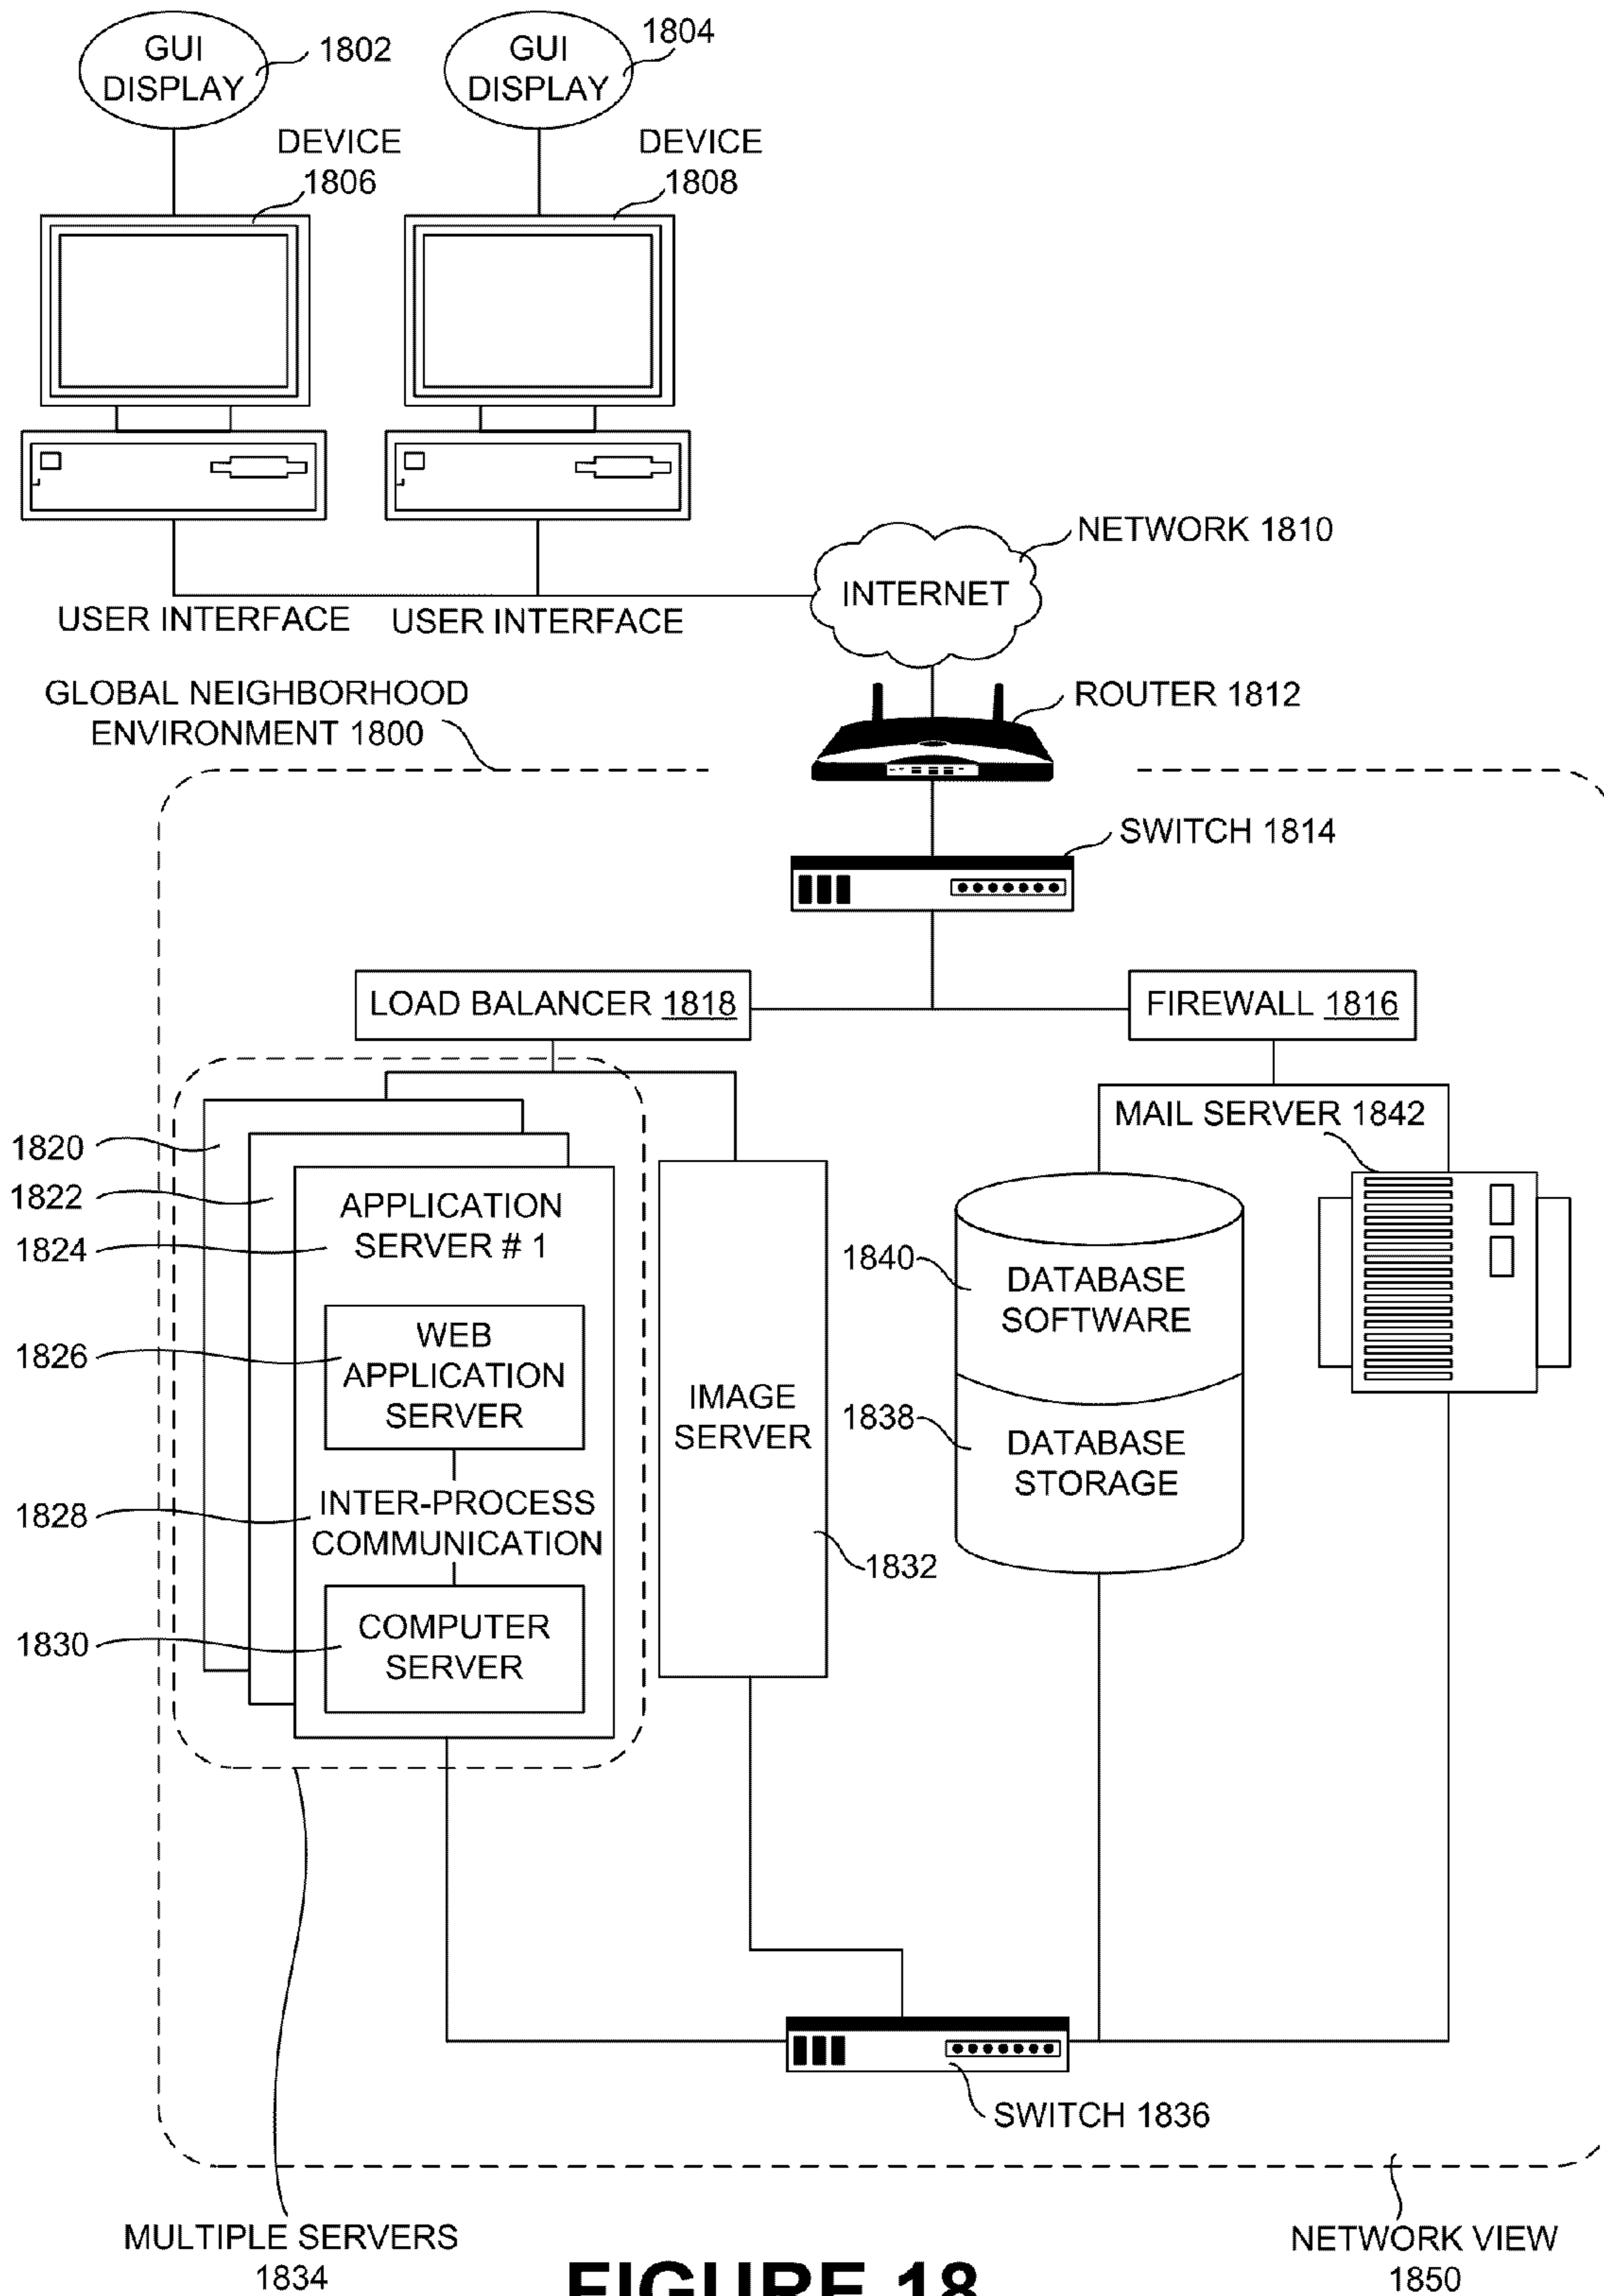 GUI
DISPLAY
1802
GUI
DISPLAY
1804
DEVICE
1806
DEVICE
1808
NETWORK 1810
INTERNET
USER INTERFACE
USER INTERFACE
GLOBAL NEIGHBORHOOD
ENVIRONMENT 1800
ROUTER 1812
SWITCH 1814
LOAD BALANCER 1818
FIREWALL 1816
MAIL SERVER 1842
1820
1822
1824
APPLICATION
SERVER # 1
1826
WEB
APPLICATION
SERVER
1828
INTER-PROCESS
COMMUNICATION
1830
COMPUTER
SERVER
IMAGE
SERVER
1832
1840
DATABASE
SOFTWARE
1838
DATABASE
STORAGE
SWITCH 1836
MULTIPLE SERVERS
1834
NETWORK VIEW
1850
FIGURE 18